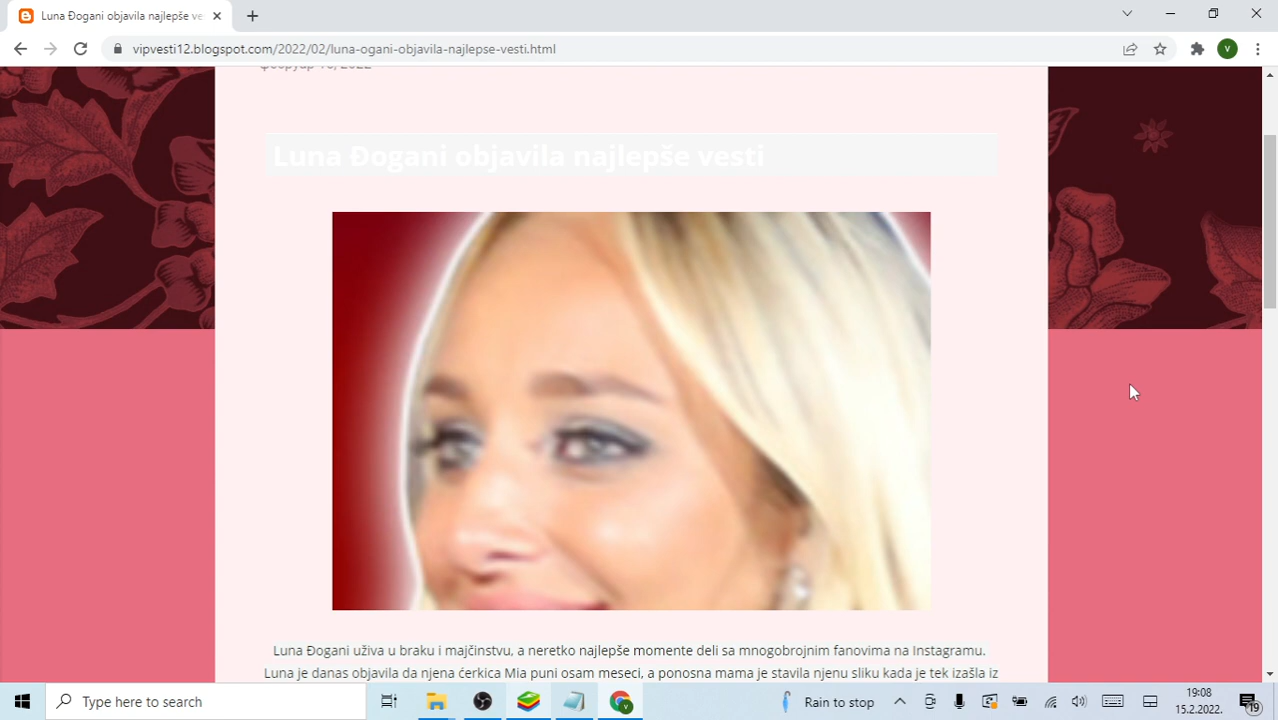 Luna Đogani objavila najlepše ve
vipvesti12.blogspot.com/2022/02/luna-ogani-objavila-najlepse-vesti.html
V
фебруар 15, 2022
Luna Đogani objavila najlepše vesti
Luna Đogani uživa u braku i majčinstvu, a neretko najlepše momente deli sa mnogobrojnim fanovima na Instagramu.
Luna je danas objavila da njena ćerkica Mia puni osam meseci, a ponosna mama je stavila njenu sliku kada je tek izašla iz
Type here to search
V
Rain to stop
19:08
15.2.2022.
19